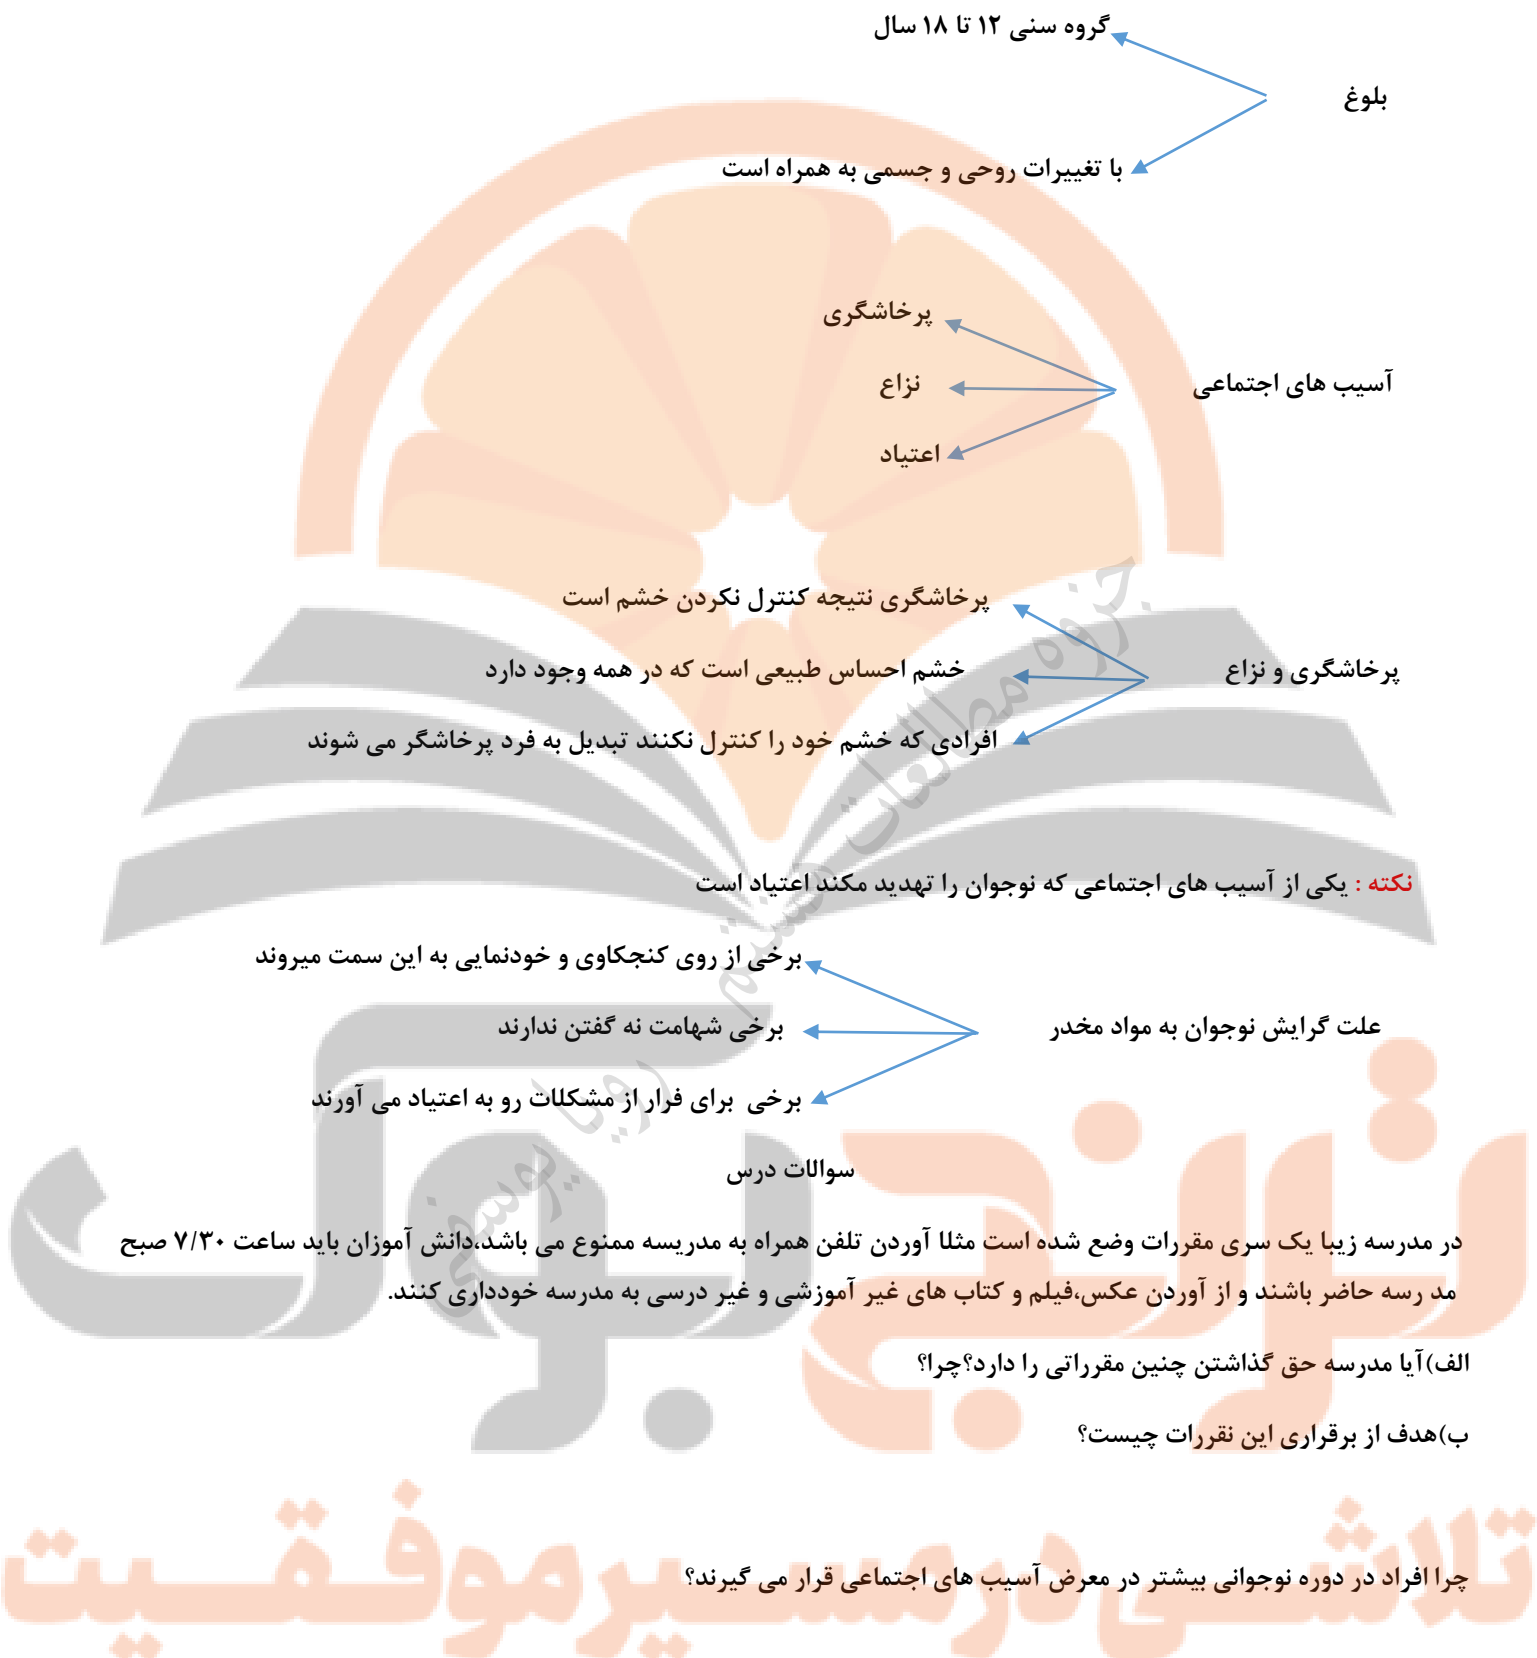 گروه سنی ۱۲ تا ۱۸ سال
بلوغ
با تغییرات روحی و جسمی به همراه است
پرخاشگری
آسیب های اجتماعی
نزاع
اعتیاد
پرخاشگری نتیجه کنترل نکردن خشم است
پرخاشگری و نزاع
خشم احساس طبیعی است که در همه وجود دارد
افرادی که خشم خود را کنترل نکنند تبدیل به فرد پرخاشگر می شوند
نکته : یکی از آسیب های اجتماعی که نوجوان را تهدید مکند اعتیاد است
برخی از روی کنجکاوی و خودنمایی به این سمت میروند
علت گرایش نوجوان به مواد مخدر
برخی شهامت نه گفتن ندارند
برخی برای فرار از مشکلات رو به اعتیاد می آورند
سوالات درس
در مدرسه زیبا یک سری مقررات وضع شده است مثلا آوردن تلفن همراه به مدریسه ممنوع می باشد،دانش آموزان باید ساعت ۷/۳۰ صبح
مد رسه حاضر باشند و از آوردن عکس،فیلم و کتاب های غیر آموزشی و غیر درسی به مدرسه خودداری کنند.
الف)آیا مدرسه حق گذاشتن چنین مقرراتی را دارد؟چرا؟
ب)هدف از برقراری این نقررات چیست؟
چرا افراد در دوره نوجوانی بیشتر در معرض آسیب های اجتماعی قرار می گیرند؟
جزوه مطالعات هشتم رویا یوسفی
ترنج بوک
تلاشی در مسیر موفقیت